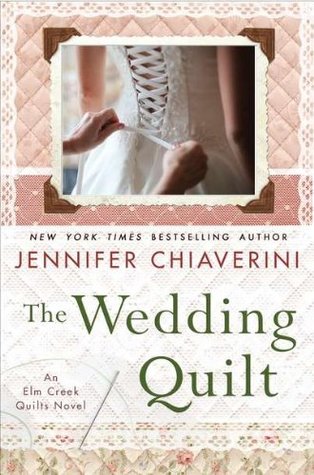 NEW YORK TIMES BESTSELLING AUTHOR
JENNIFER CHIAVERINI
The Wedding
Quilt
An
Elm Creek
Quilts Novel